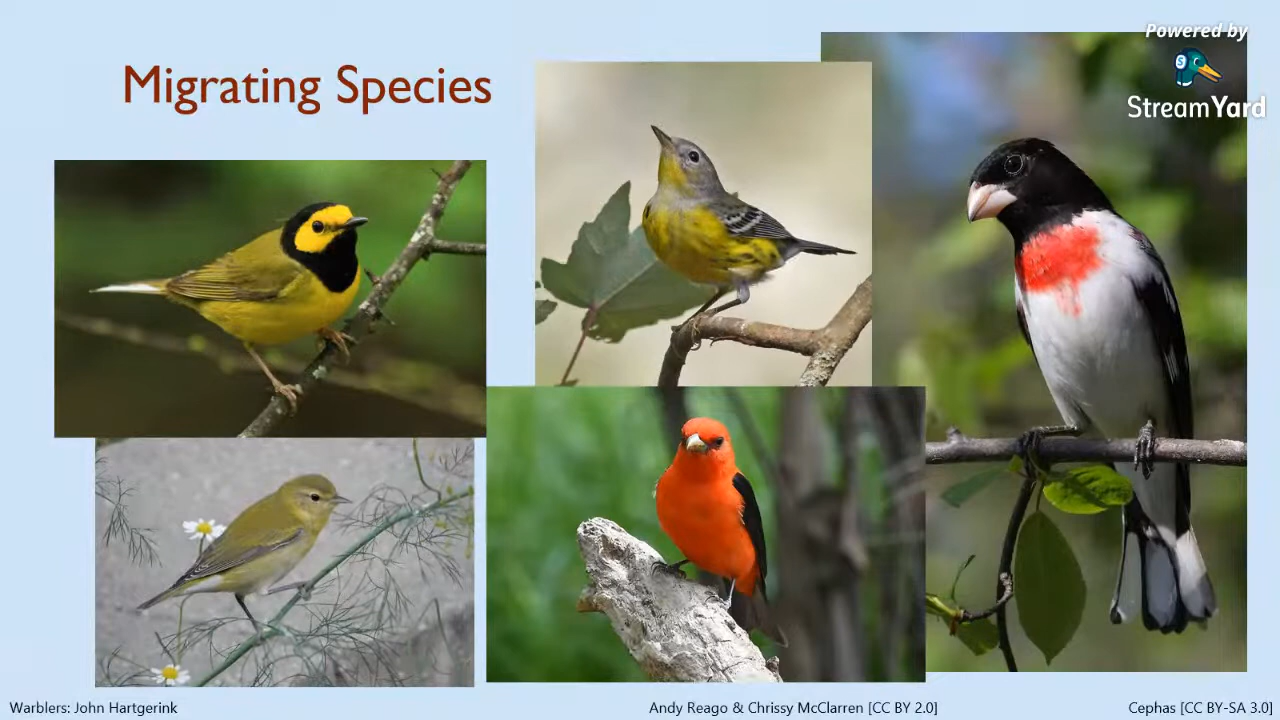 Powered by
StreamYard
Migrating Species
Warblers: John Hartgerink
Andy Reago & Chrissy McClarren [CC BY 2.0]
Cephas [CC BY-SA 3.0]